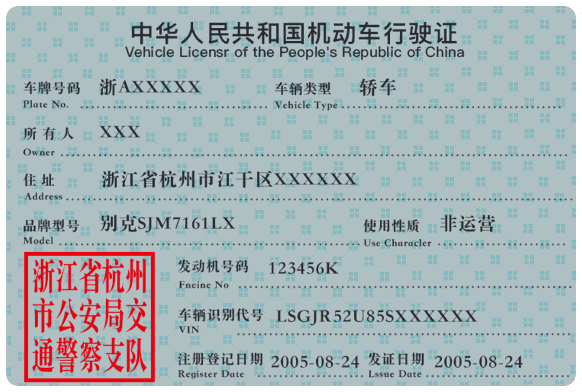 中华人民共和国机动车行驶证
Vehicle Licensr of the People's Republic of China
车牌号码 浙AXXXXX 车辆类型 轿车
Plate No. Vehicle Type
所有人 XXX
Owner
住址 浙江省杭州市江干区XXXXXX
Address
品牌型号 别克SJM7161LX 使用性质 非运营
Model Use Characler
浙江省杭州
市公安局交
通警察支队
发动机号码 123456K
Fncine No
车辆识别代号 LSGJR52U85SXXXXXX
VIN
注册登记日期 2005-08-24 发证日期 2005-08-24
Register Date Lssue Date